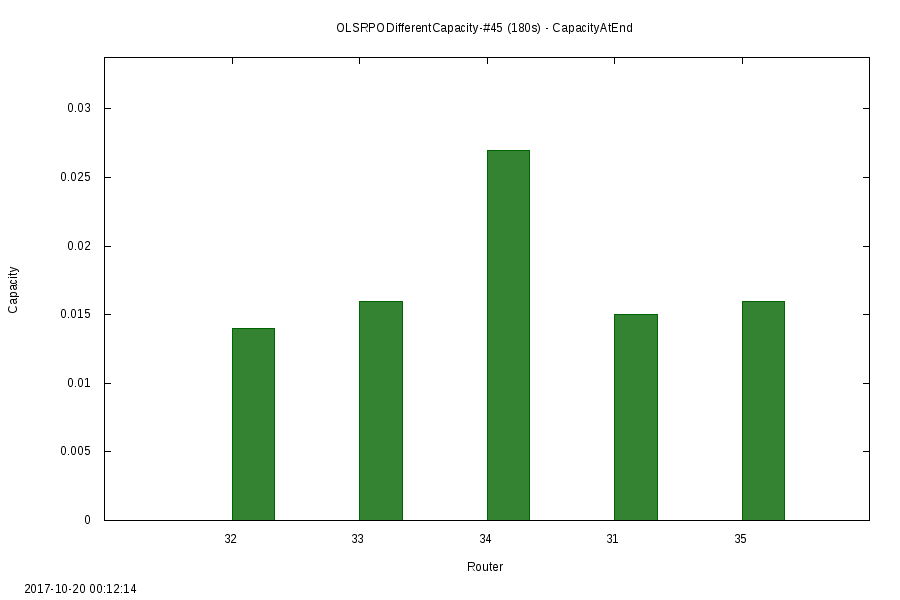 OLSRPODifferentCapacity-#45 (180s) - CapacityAtEnd
0.03
0.025
0.02
0.015
0.01
0.005
0
Capacity
32 33 34 31 35
Router
2017-10-20 00:12:14